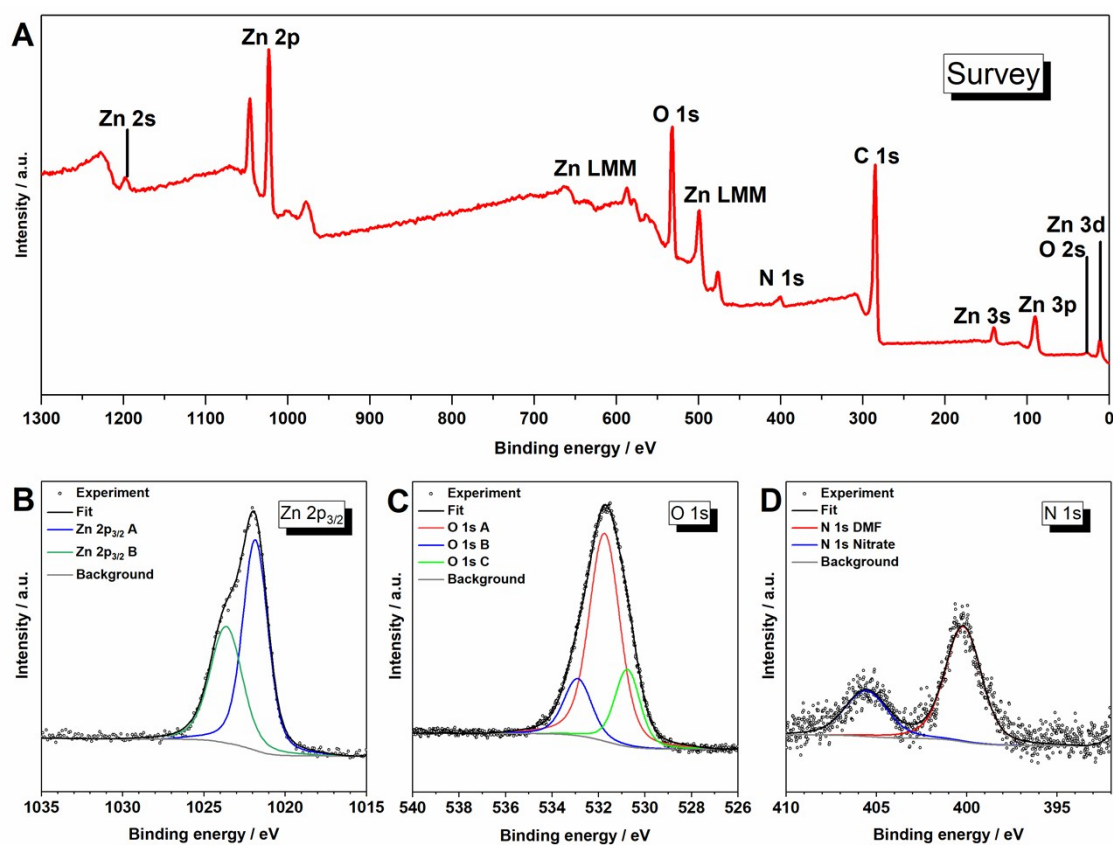 A
Survey
Zn 2s
Zn 2p
Zn LMM
O 1s
Zn LMM
N 1s
C 1s
Zn 3s
Zn 3p
Zn 3d
O 2s
Intensity / a.u.
1300 1200 1100 1000 900 800 700 600 500 400 300 200 100 0
Binding energy / eV
B
Experiment
Fit
Zn 2p3/2 A
Zn 2p3/2 B
Background
Zn 2p3/2
Intensity / a.u.
1035 1030 1025 1020 1015
Binding energy / eV
C
Experiment
Fit
O 1s A
O 1s B
O 1s C
Background
O 1s
Intensity / a.u.
540 538 536 534 532 530 528 526
Binding energy / eV
D
Experiment
Fit
N 1s DMF
N 1s Nitrate
Background
N 1s
Intensity / a.u.
410 405 400 395
Binding energy / eV